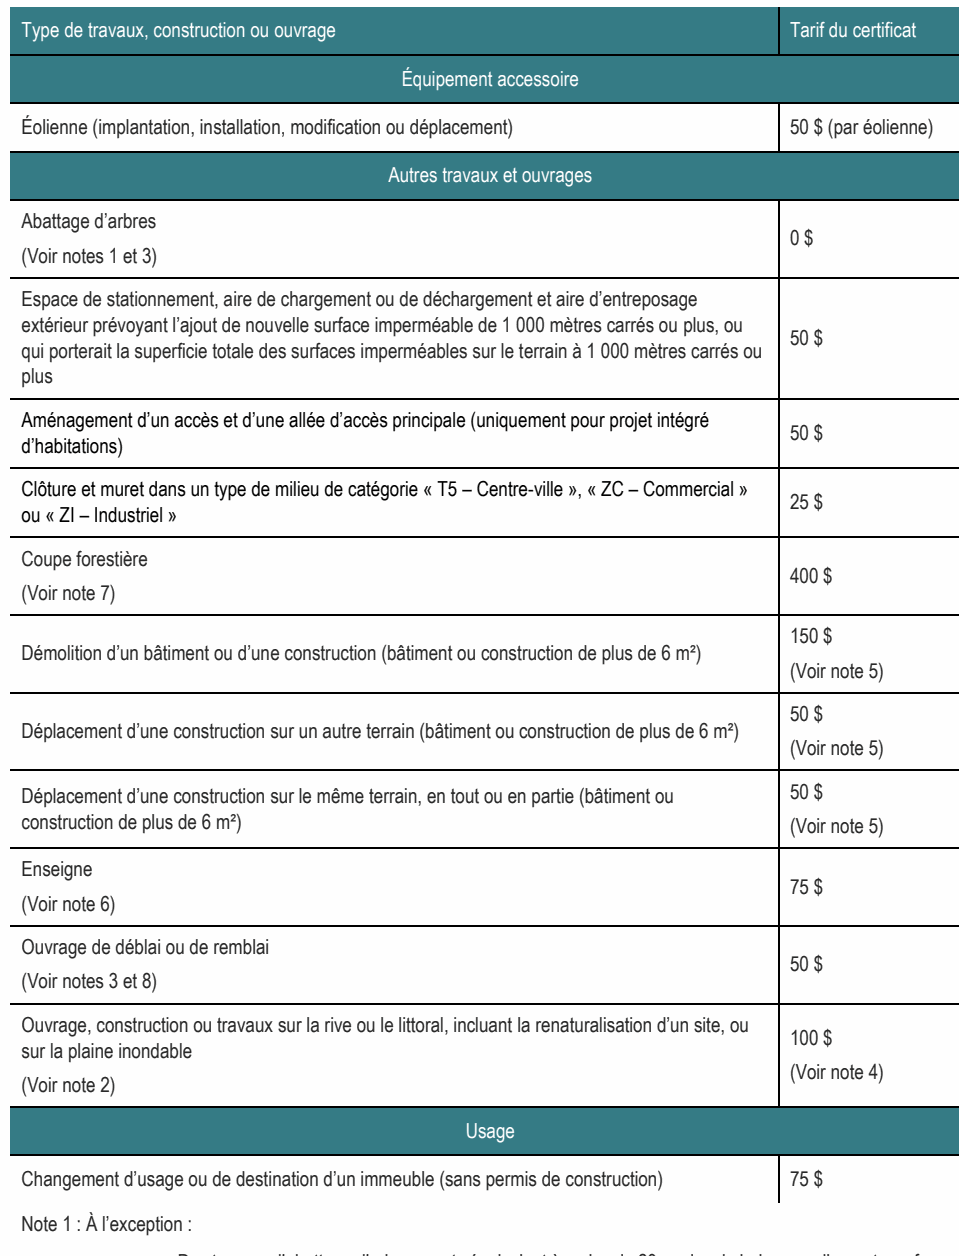 Type de travaux, construction ou ouvrage
Tarif du certificat
Équipement accessoire
Éolienne (implantation, installation, modification ou déplacement)
50 $ (par éolienne)
Autres travaux et ouvrages
Abattage d’arbres
(Voir notes 1 et 3)
0 $
Espace de stationnement, aire de chargement ou de déchargement et aire d’entreposage
extérieur prévoyant l’ajout de nouvelle surface imperméable de 1 000 mètres carrés ou plus, ou
qui porterait la superficie totale des surfaces imperméables sur le terrain à 1 000 mètres carrés ou
plus
50 $
Aménagement d’un accès et d’une allée d’accès principale (uniquement pour projet intégré
d’habitations)
50 $
Clôture et muret dans un type de milieu de catégorie « T5 – Centre-ville », « ZC – Commercial »
ou « ZI – Industriel »
25 $
Coupe forestière
(Voir note 7)
400 $
Démolition d’un bâtiment ou d’une construction (bâtiment ou construction de plus de 6 m²)
150 $
(Voir note 5)
Déplacement d’une construction sur un autre terrain (bâtiment ou construction de plus de 6 m²)
50 $
(Voir note 5)
Déplacement d’une construction sur le même terrain, en tout ou en partie (bâtiment ou
construction de plus de 6 m²)
50 $
(Voir note 5)
Enseigne
(Voir note 6)
75 $
Ouvrage de déblai ou de remblai
(Voir notes 3 et 8)
50 $
Ouvrage, construction ou travaux sur la rive ou le littoral, incluant la renaturalisation d’un site, ou
sur la plaine inondable
(Voir note 2)
100 $
(Voir note 4)
Usage
Changement d’usage ou de destination d’un immeuble (sans permis de construction)
75 $
Note 1 : À l’exception :